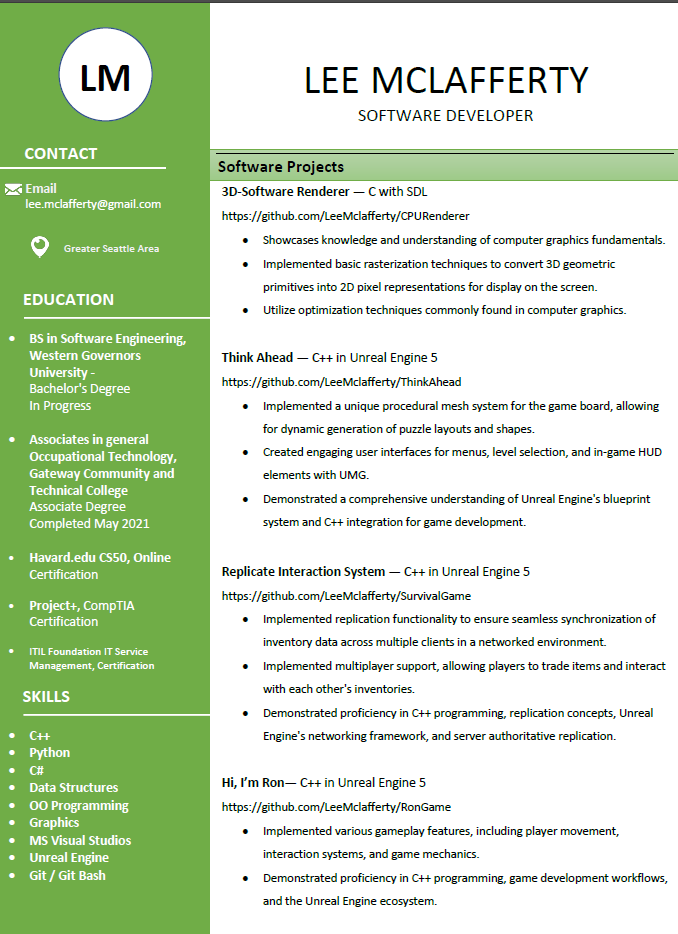 LM
CONTACT
Email
lee.mclafferty@gmail.com
Greater Seattle Area
EDUCATION
• BS in Software Engineering,
Western Governors
University -
Bachelor's Degree
In Progress
• Associates in general
Occupational Technology,
Gateway Community and
Technical College
Associate Degree
Completed May 2021
• Havard.edu CS50, Online
Certification
• Project+, CompTIA
Certification
• ITIL Foundation IT Service
Management, Certification
SKILLS
• C++
• Python
• C#
• Data Structures
• OO Programming
• Graphics
• MS Visual Studios
• Unreal Engine
• Git / Git Bash
LEE MCLAFFERTY
SOFTWARE DEVELOPER
Software Projects
3D-Software Renderer — C with SDL
https://github.com/LeeMclafferty/CPURenderer
• Showcases knowledge and understanding of computer graphics fundamentals.
• Implemented basic rasterization techniques to convert 3D geometric
primitives into 2D pixel representations for display on the screen.
• Utilize optimization techniques commonly found in computer graphics.
Think Ahead — C++ in Unreal Engine 5
https://github.com/LeeMclafferty/ThinkAhead
• Implemented a unique procedural mesh system for the game board, allowing
for dynamic generation of puzzle layouts and shapes.
• Created engaging user interfaces for menus, level selection, and in-game HUD
elements with UMG.
• Demonstrated a comprehensive understanding of Unreal Engine's blueprint
system and C++ integration for game development.
Replicate Interaction System — C++ in Unreal Engine 5
https://github.com/LeeMclafferty/SurvivalGame
• Implemented replication functionality to ensure seamless synchronization of
inventory data across multiple clients in a networked environment.
• Implemented multiplayer support, allowing players to trade items and interact
with each other's inventories.
• Demonstrated proficiency in C++ programming, replication concepts, Unreal
Engine's networking framework, and server authoritative replication.
Hi, I'm Ron— C++ in Unreal Engine 5
https://github.com/LeeMclafferty/RonGame
• Implemented various gameplay features, including player movement,
interaction systems, and game mechanics.
• Demonstrated proficiency in C++ programming, game development workflows,
and the Unreal Engine ecosystem.